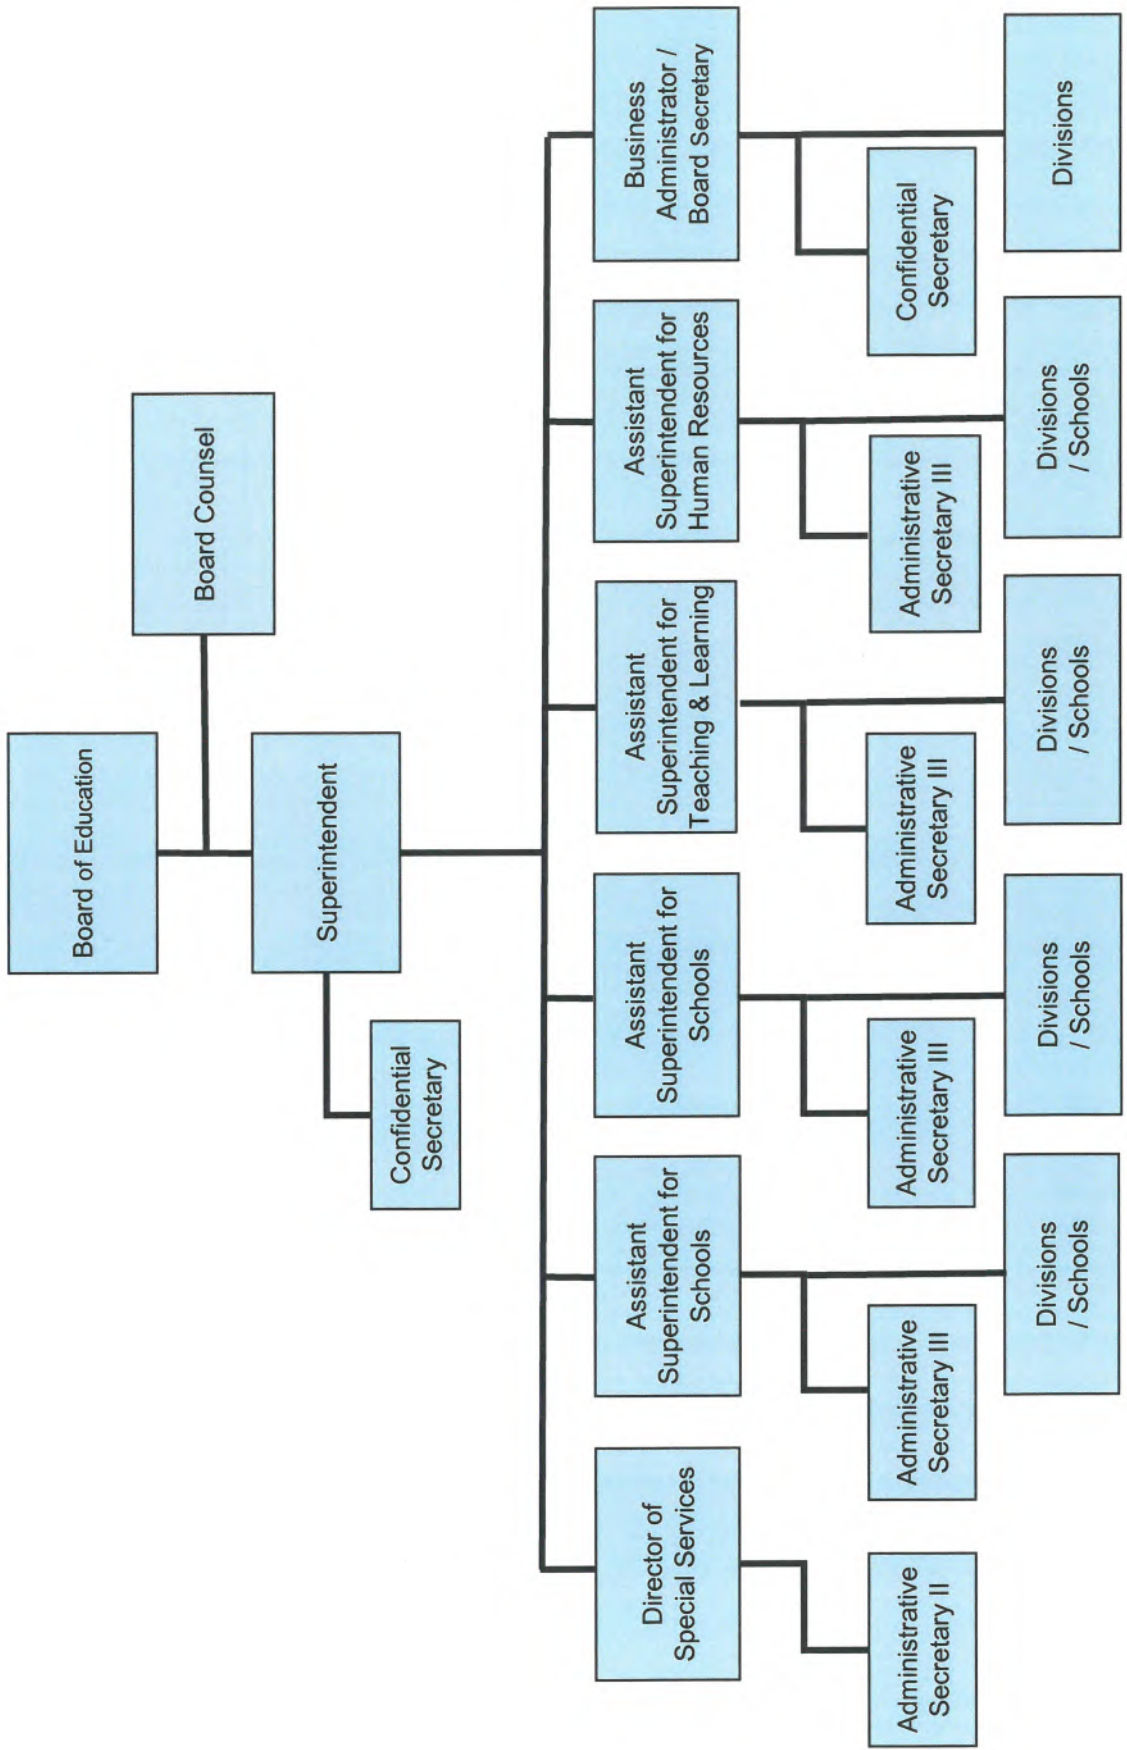 Board of Education
Board Counsel
Superintendent
Confidential
Secretary
Director of
Special Services
Assistant
Superintendent for
Schools
Assistant
Superintendent for
Schools
Assistant
Superintendent for
Teaching & Learning
Assistant
Superintendent for
Human Resources
Business
Administrator /
Board Secretary
Administrative
Secretary II
Administrative
Secretary III
Administrative
Secretary III
Administrative
Secretary III
Administrative
Secretary III
Confidential
Secretary
Divisions
/ Schools
Divisions
/ Schools
Divisions
/ Schools
Divisions
/ Schools
Divisions